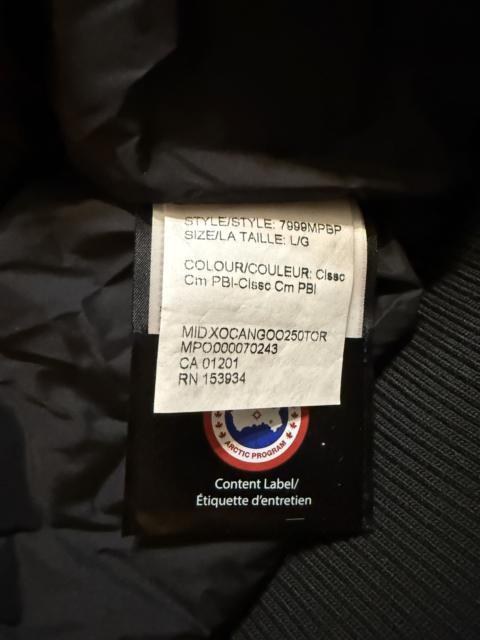 STYLE/STYLE: 7999MPBP
SIZE/LA TAILLE: L/G
COLOUR/COULEUR: Clssc
Cm PBI-Clssc Cm PBI
MID XOCANGOO250TOR
MPO000070243
CA 01201
RN 153934
ARCTIC PROGRAM
Content Label/
Étiquette d'entretien